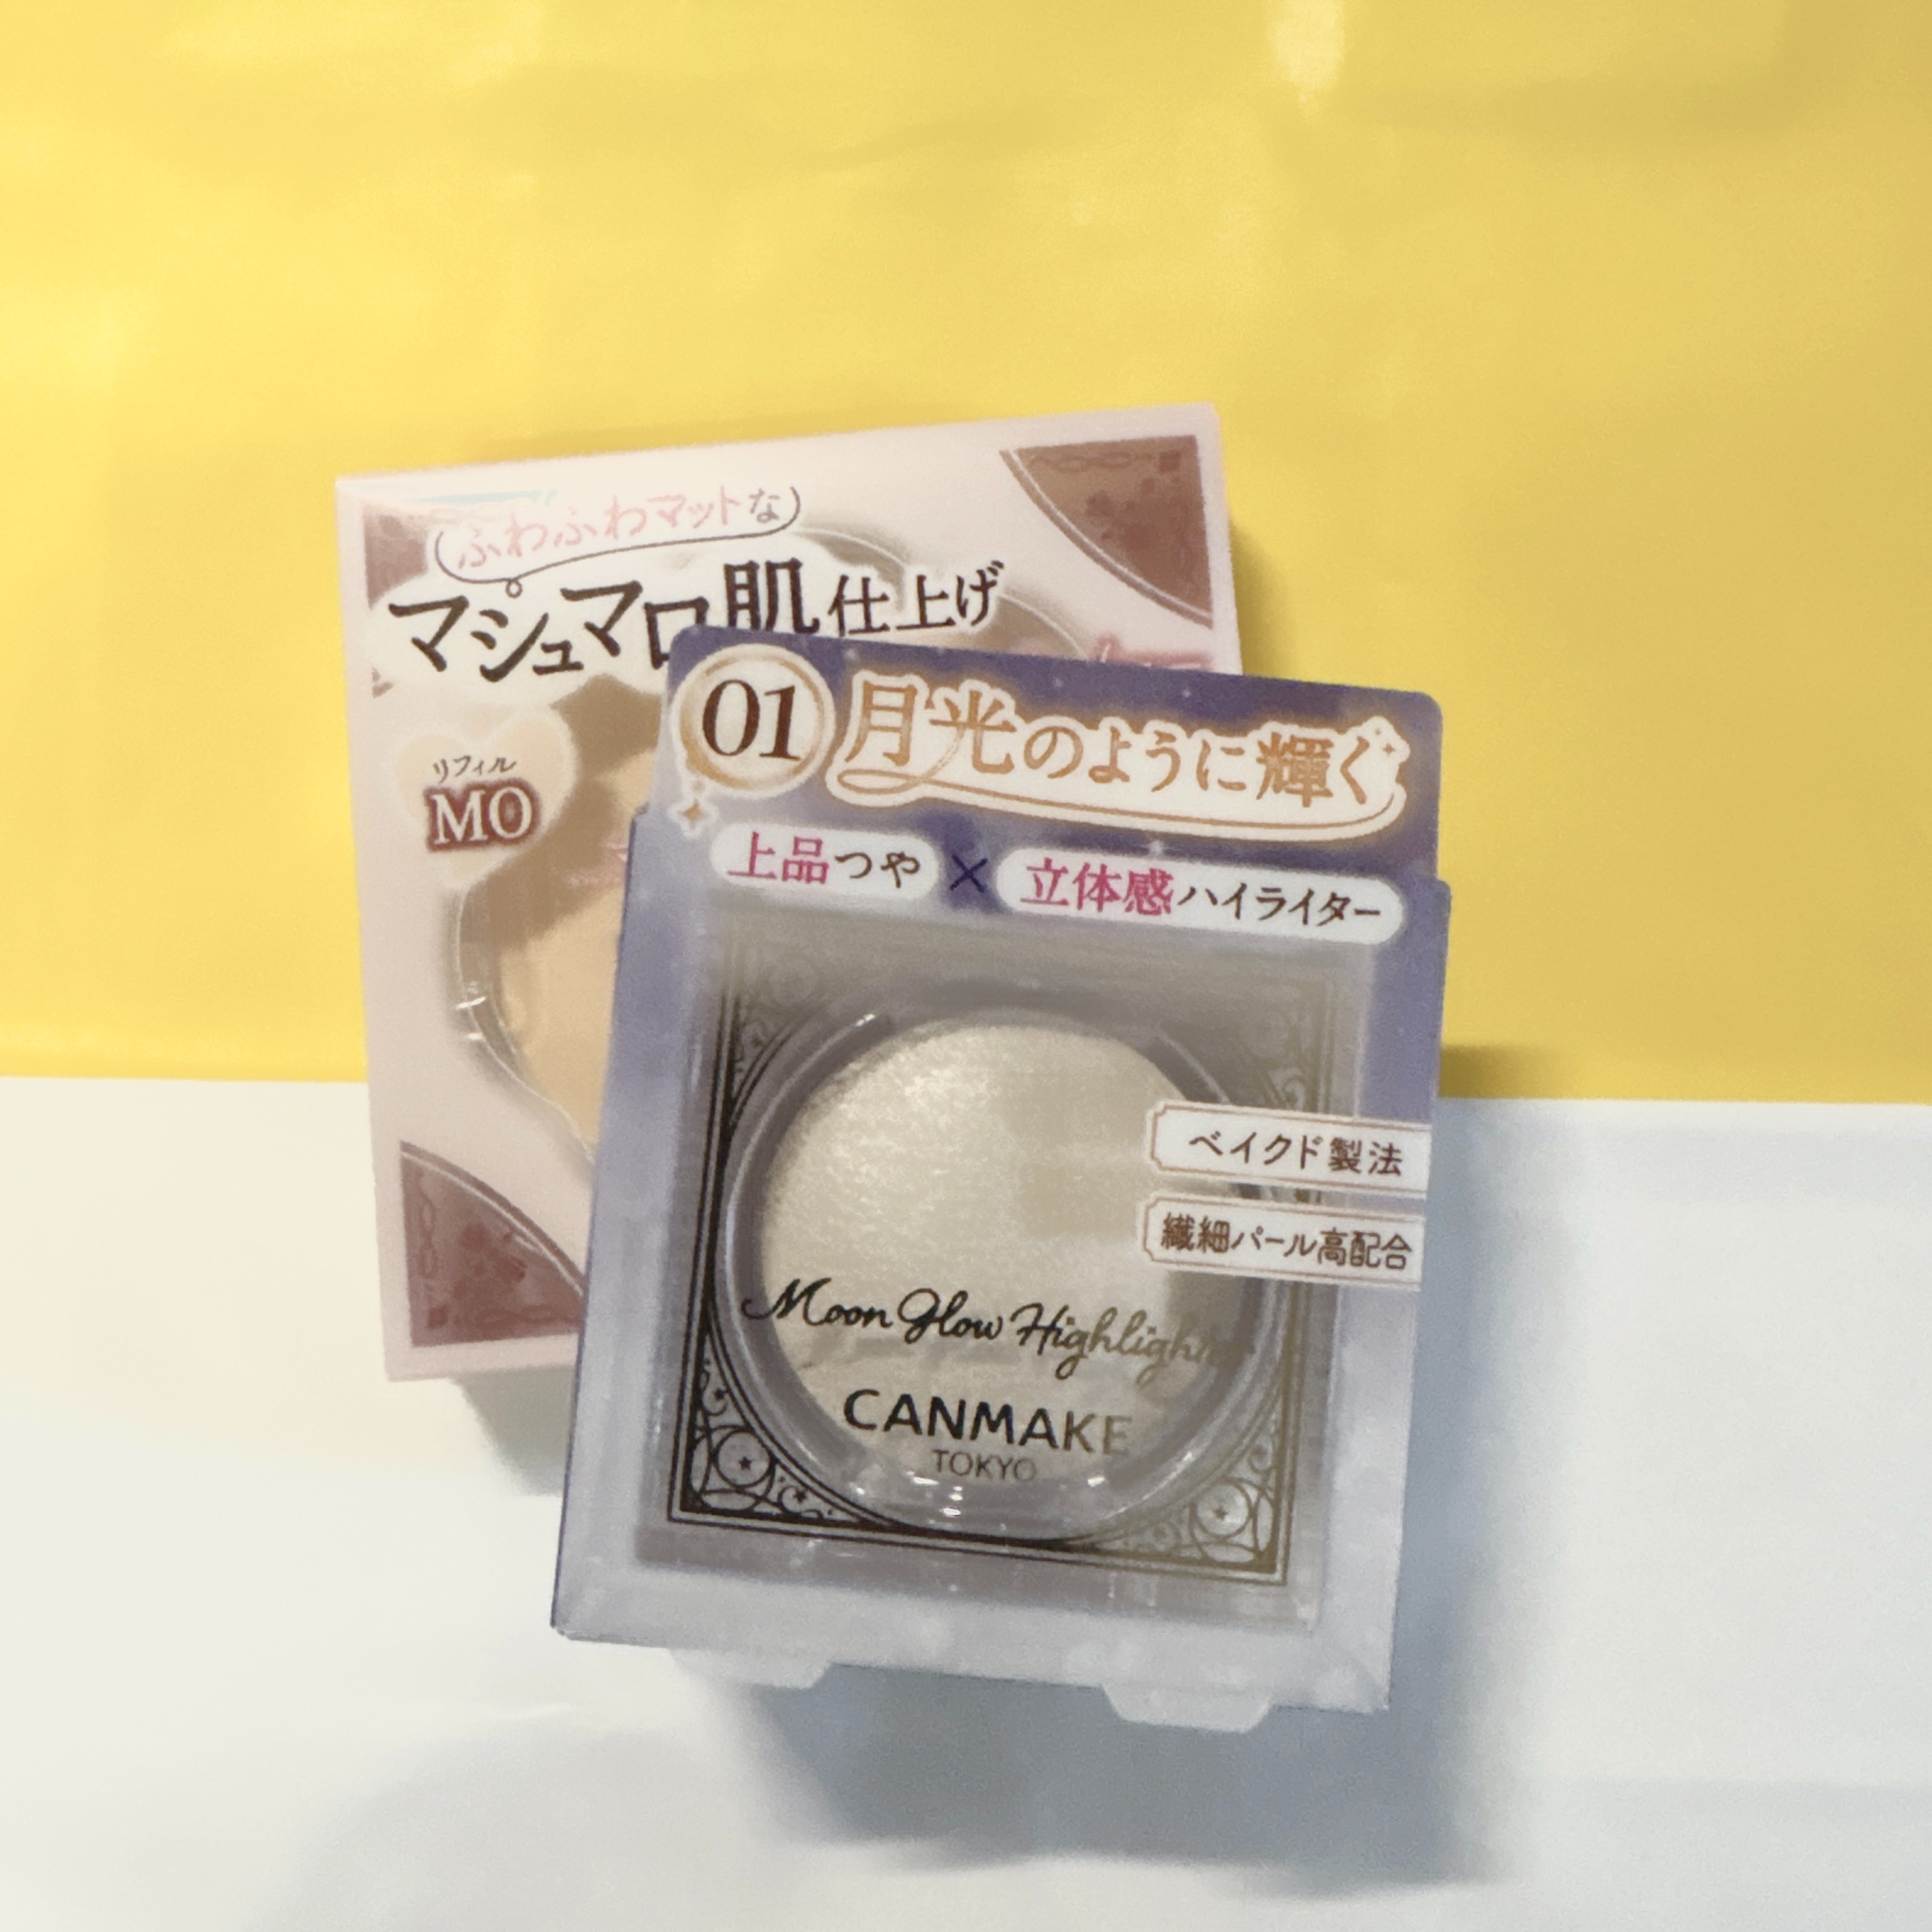 ふわふわマットな
マシュマロ肌仕上げ
リフィル
MO
01 月光のように輝く
上品つや×立体感ハイライター
ベイクド製法
繊細パール高配合
Moon Glow Highlight
CANMAKE
TOKYO